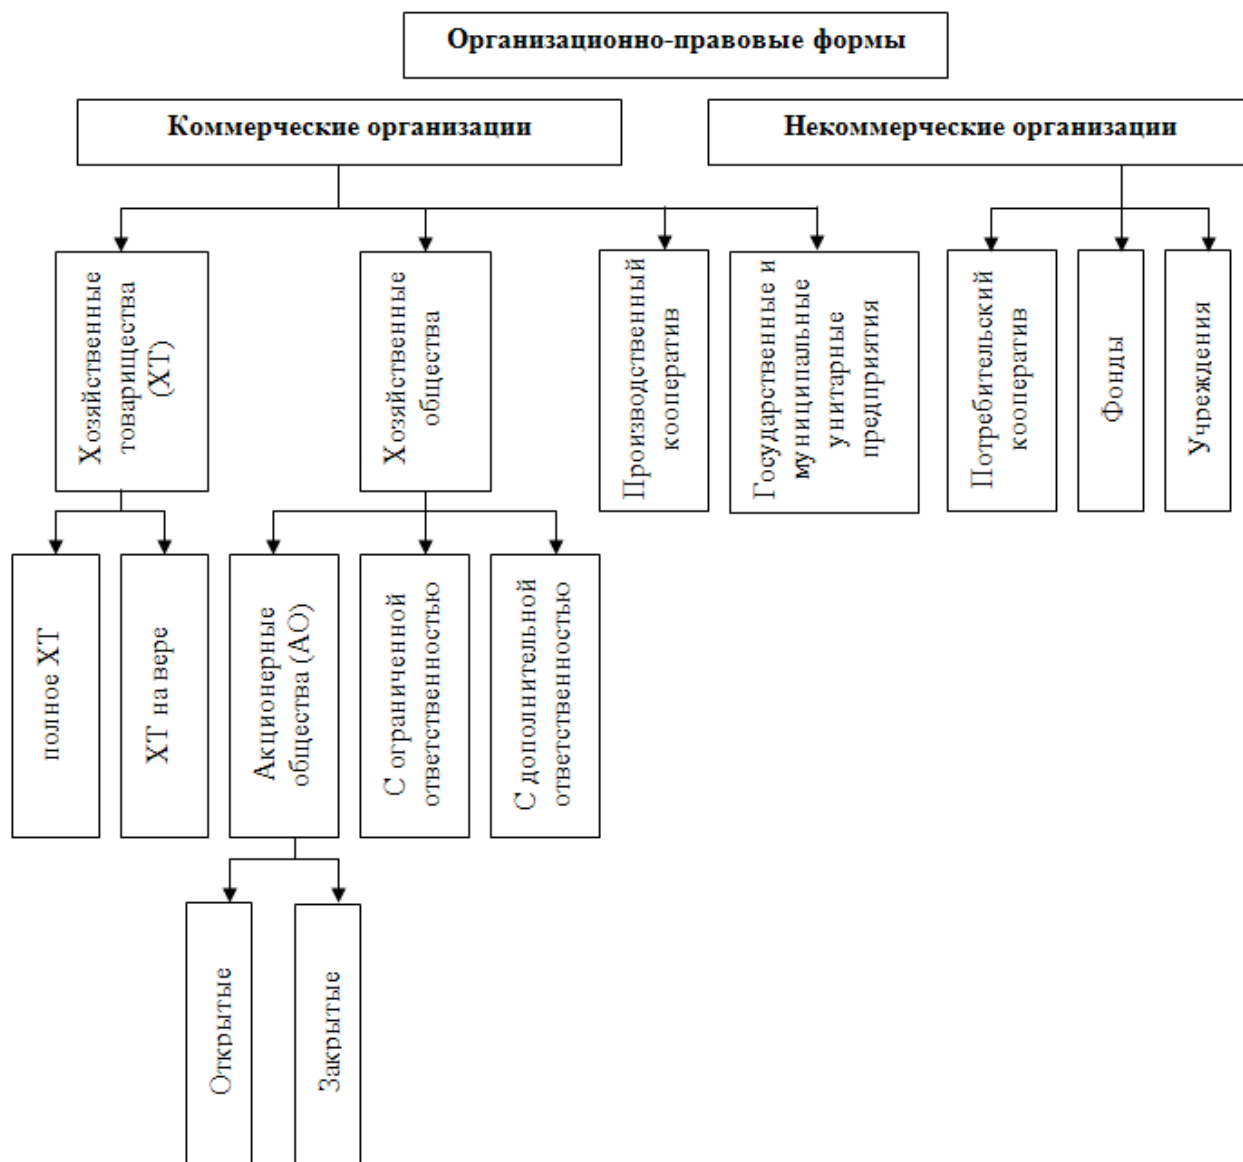 Организационно-правовые формы
Коммерческие организации
Некоммерческие организации
Хозяйственные
товарищества
(ХТ)
Хозяйственные
общества
Производственный
кооператив
Государственные и
муниципальные
унитарные
предприятия
Потребительский
кооператив
Фонды
Учреждения
полное ХТ
ХТ на вере
Акционерные
общества (АО)
С ограниченной
ответственностью
С дополнительной
ответственностью
Открытые
Закрытые